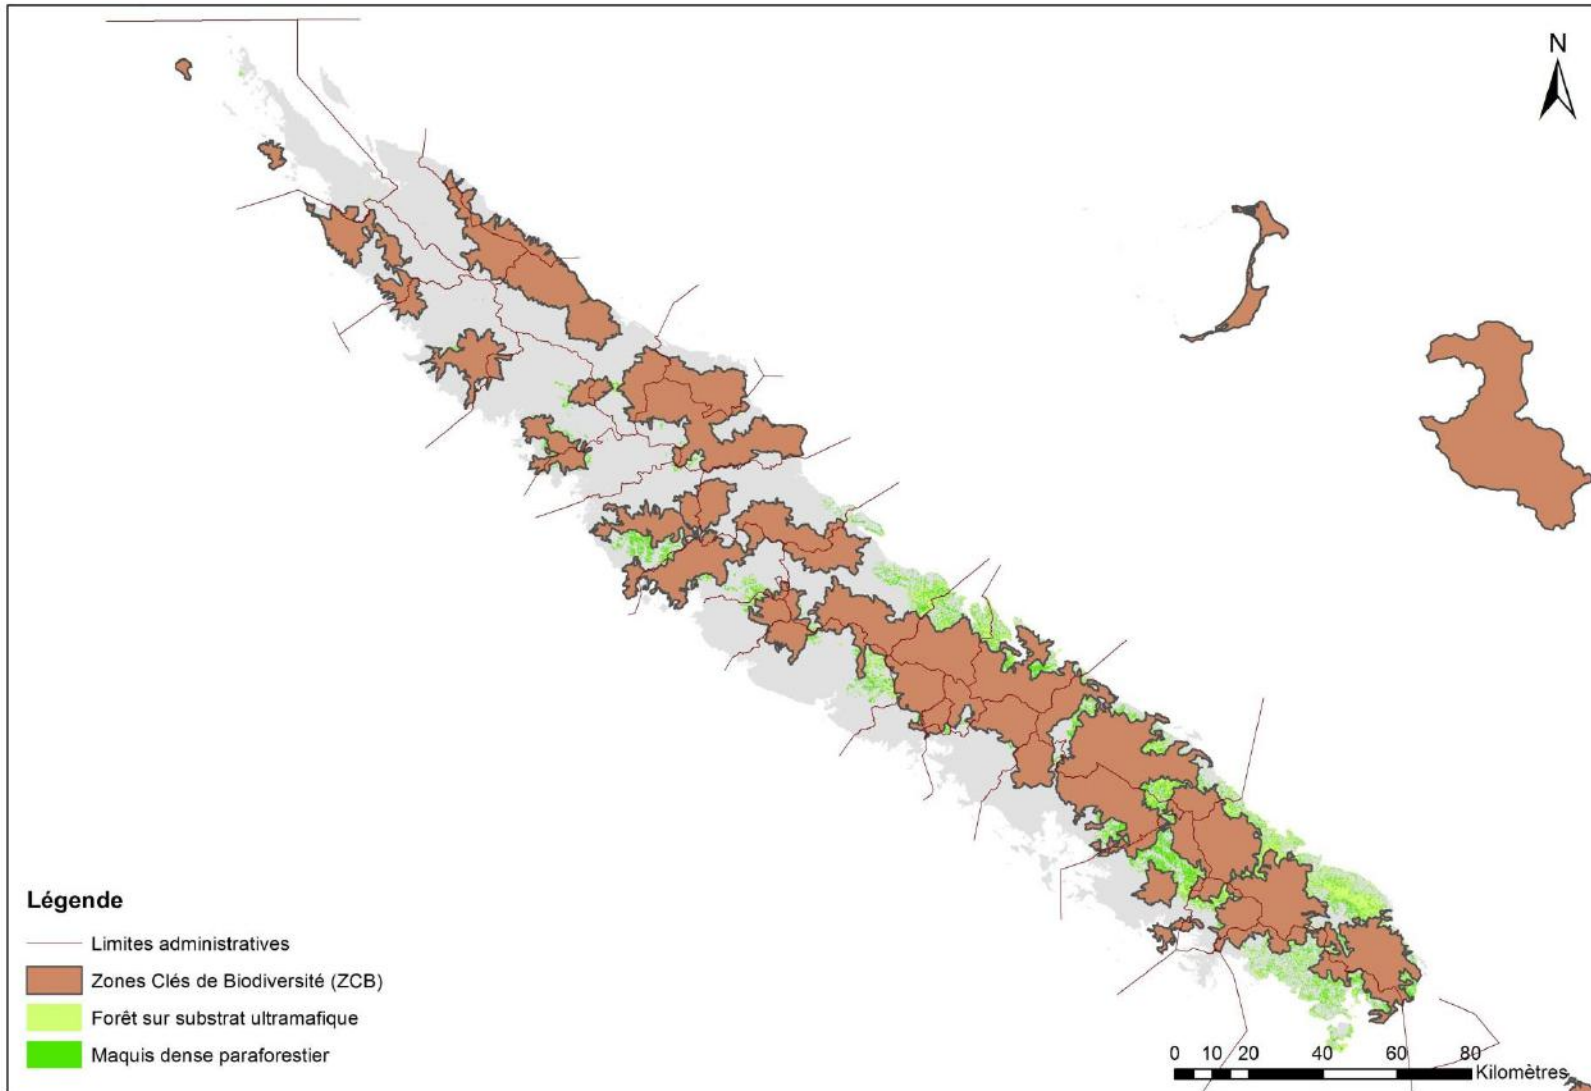 N
Légende
Limites administratives
Zones Clés de Biodiversité (ZCB)
Forêt sur substrat ultramafique
Maquis dense paraforestier
0 10 20 40 60 80
Kilomètres